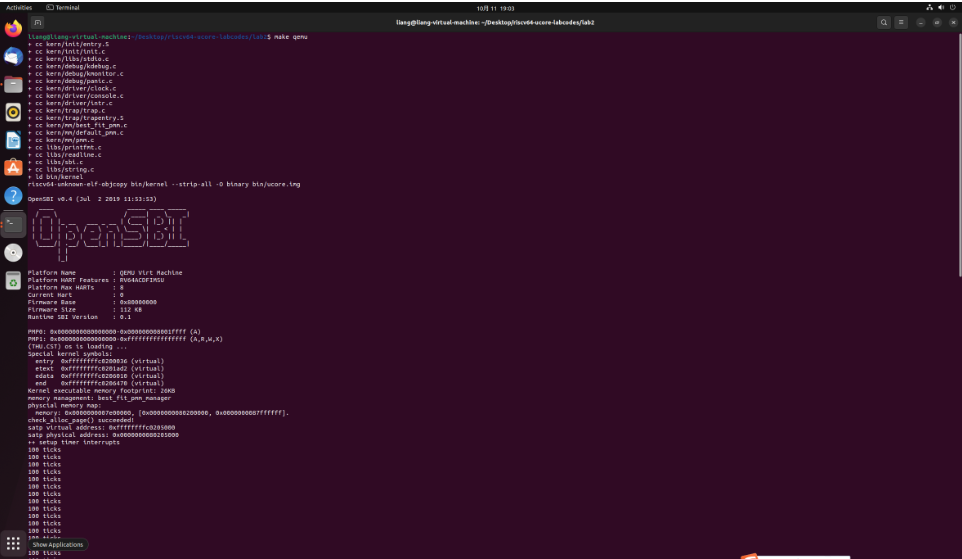 Activities
Terminal
10月 11 19:03
liang@liang-virtual-machine: ~/Desktop/riscv64-ucore-labcodes/lab2
liang@liang-virtual-machine:~/Desktop/riscv64-ucore-labcodes/lab2$ make qemu
+ cc kern/init/entry.S
+ cc kern/init/init.c
+ cc kern/libs/stdio.c
+ cc kern/debug/kdebug.c
+ cc kern/debug/kmonitor.c
+ cc kern/debug/panic.c
+ cc kern/driver/clock.c
+ cc kern/driver/console.c
+ cc kern/driver/intr.c
+ cc kern/trap/trap.c
+ cc kern/trap/trapentry.S
+ cc kern/mm/best_fit_pmm.c
+ cc kern/mm/default_pmm.c
+ cc kern/mm/pmm.c
+ cc libs/printfmt.c
+ cc libs/readline.c
+ cc libs/sbi.c
+ cc libs/string.c
+ ld bin/kernel
riscv64-unknown-elf-objcopy bin/kernel --strip-all -O binary bin/ucore.img
OpenSBI v0.4 (Jul  2 2019 11:53:53)
OpenSBI
Platform Name : QEMU Virt Machine
Platform HART Features : RV64ACDFIMSU
Platform Max HARTs : 8
Current Hart : 0
Firmware Base : 0x80000000
Firmware Size : 112 KB
Runtime SBI Version : 0.1
PMP0: 0x0000000080000000-0x000000008001ffff (A)
PMP1: 0x0000000000000000-0xffffffffffffffff (A,R,W,X)
(THU.CST) os is loading ...
Special kernel symbols:
entry 0xffffffffc0200036 (virtual)
etext 0xffffffffc0201ad2 (virtual)
edata 0xffffffffc0206010 (virtual)
end 0xffffffffc0206470 (virtual)
Kernel executable memory footprint: 26KB
memory management: best_fit_pmm_manager
physcial memory map:
memory: 0x0000000007e00000, [0x0000000080200000, 0x0000000087ffffff].
check_alloc_page() succeeded!
satp virtual address: 0xffffffffc0205000
satp physical address: 0x0000000080205000
++ setup timer interrupts
100 ticks
100 ticks
100 ticks
100 ticks
100 ticks
100 ticks
100 ticks
100 ticks
100 ticks
100 ticks
100 ticks
100 ticks
100 ticks
Show Applications
100 ticks